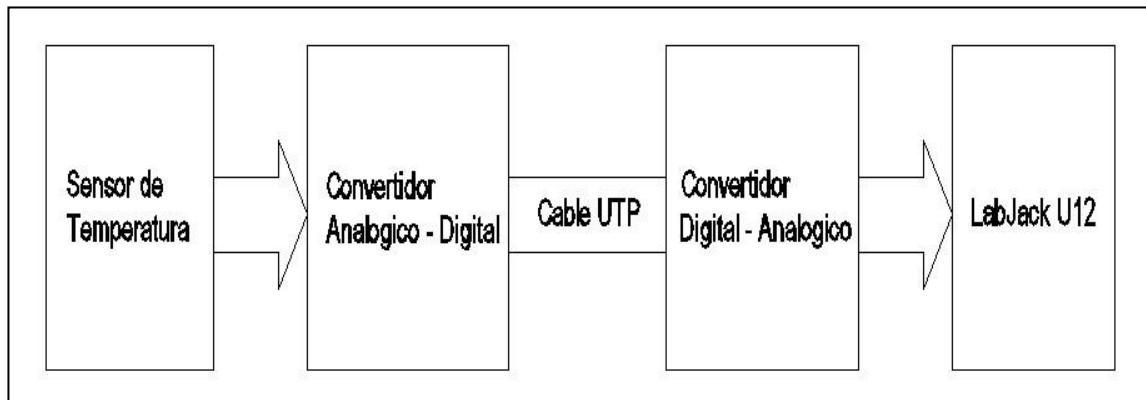 Sensor de
Temperatura
Convertidor
Analogico - Digital
Cable UTP
Convertidor
Digital - Analogico
LabJack U12